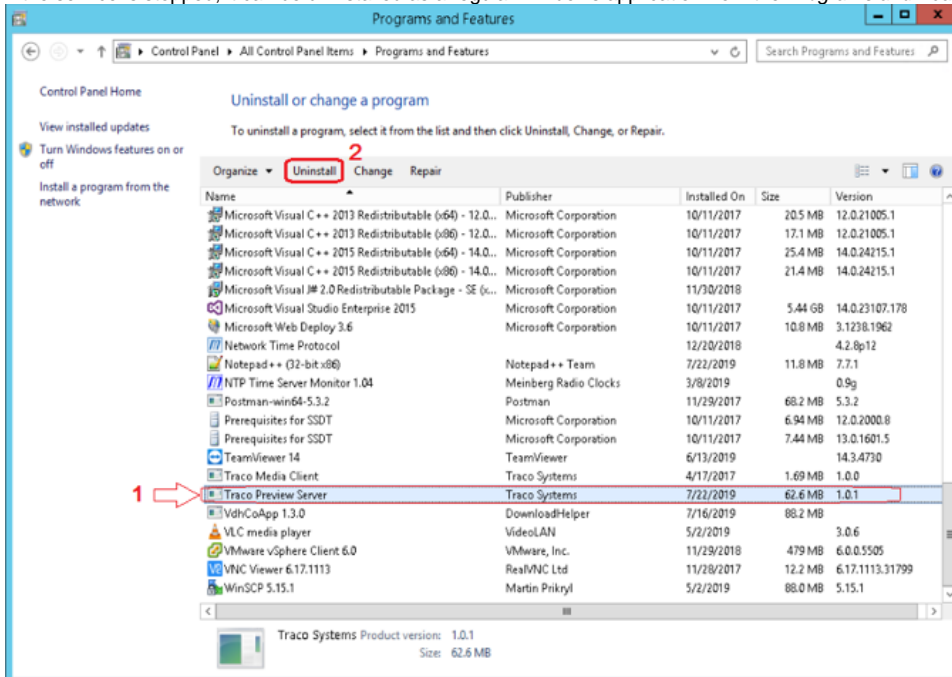 Programs and Features
Control Panel All Control Panel Items Programs and Features
Search Programs and Features
Control Panel Home
View installed updates
Turn Windows features on or
off
Install a program from the
network
Uninstall or change a program
To uninstall a program, select it from the list and then click Uninstall, Change, or Repair.
2
Organize Uninstall Change Repair
Name Publisher Installed On Size Version
Microsoft Visual C++ 2013 Redistributable (x64) - 12.0... Microsoft Corporation 10/11/2017 20.5 MB 12.0.21005.1
Microsoft Visual C++ 2013 Redistributable (x86) - 12.0... Microsoft Corporation 10/11/2017 17.1 MB 12.0.21005.1
Microsoft Visual C++ 2015 Redistributable (x64) - 14.0... Microsoft Corporation 10/11/2017 25.4 MB 14.0.24215.1
Microsoft Visual C++ 2015 Redistributable (x86) - 14.0... Microsoft Corporation 10/11/2017 21.4 MB 14.0.24215.1
Microsoft Visual J# 2.0 Redistributable Package - SE (x... Microsoft Corporation 11/30/2018
Microsoft Visual Studio Enterprise 2015 Microsoft Corporation 10/11/2017 5.44 GB 14.0.23107.178
Microsoft Web Deploy 3.6 Microsoft Corporation 10/11/2017 10.8 MB 3.1238.1962
Network Time Protocol 12/20/2018 4.2.8p12
Notepad++ (32-bit x86) Notepad++ Team 7/22/2019 11.8 MB 7.7.1
NTP Time Server Monitor 1.04 Meinberg Radio Clocks 3/8/2019 0.9g
Postman-win64-5.3.2 Postman 11/29/2017 68.2 MB 5.3.2
Prerequisites for SSDT Microsoft Corporation 10/11/2017 6.94 MB 12.0.2000.8
Prerequisites for SSDT Microsoft Corporation 10/11/2017 7.44 MB 13.0.1601.5
TeamViewer 14 TeamViewer 6/13/2019 14.3.4730
Traco Media Client Traco Systems 4/17/2017 1.69 MB 1.0.0
1 Traco Preview Server Traco Systems 7/22/2019 62.6 MB 1.0.1
VdhCoApp 1.3.0 DownloadHelper 7/16/2019 88.2 MB
VLC media player VideoLAN 5/2/2019 3.0.6
VMware vSphere Client 6.0 VMware, Inc. 11/29/2018 479 MB 6.0.0.5505
VNC Viewer 6.17.1113 RealVNC Ltd 11/28/2017 12.2 MB 6.17.1113.31799
WinSCP 5.15.1 Martin Prikryl 5/2/2019 88.0 MB 5.15.1
Traco Systems Product version: 1.0.1
Size: 62.6 MB